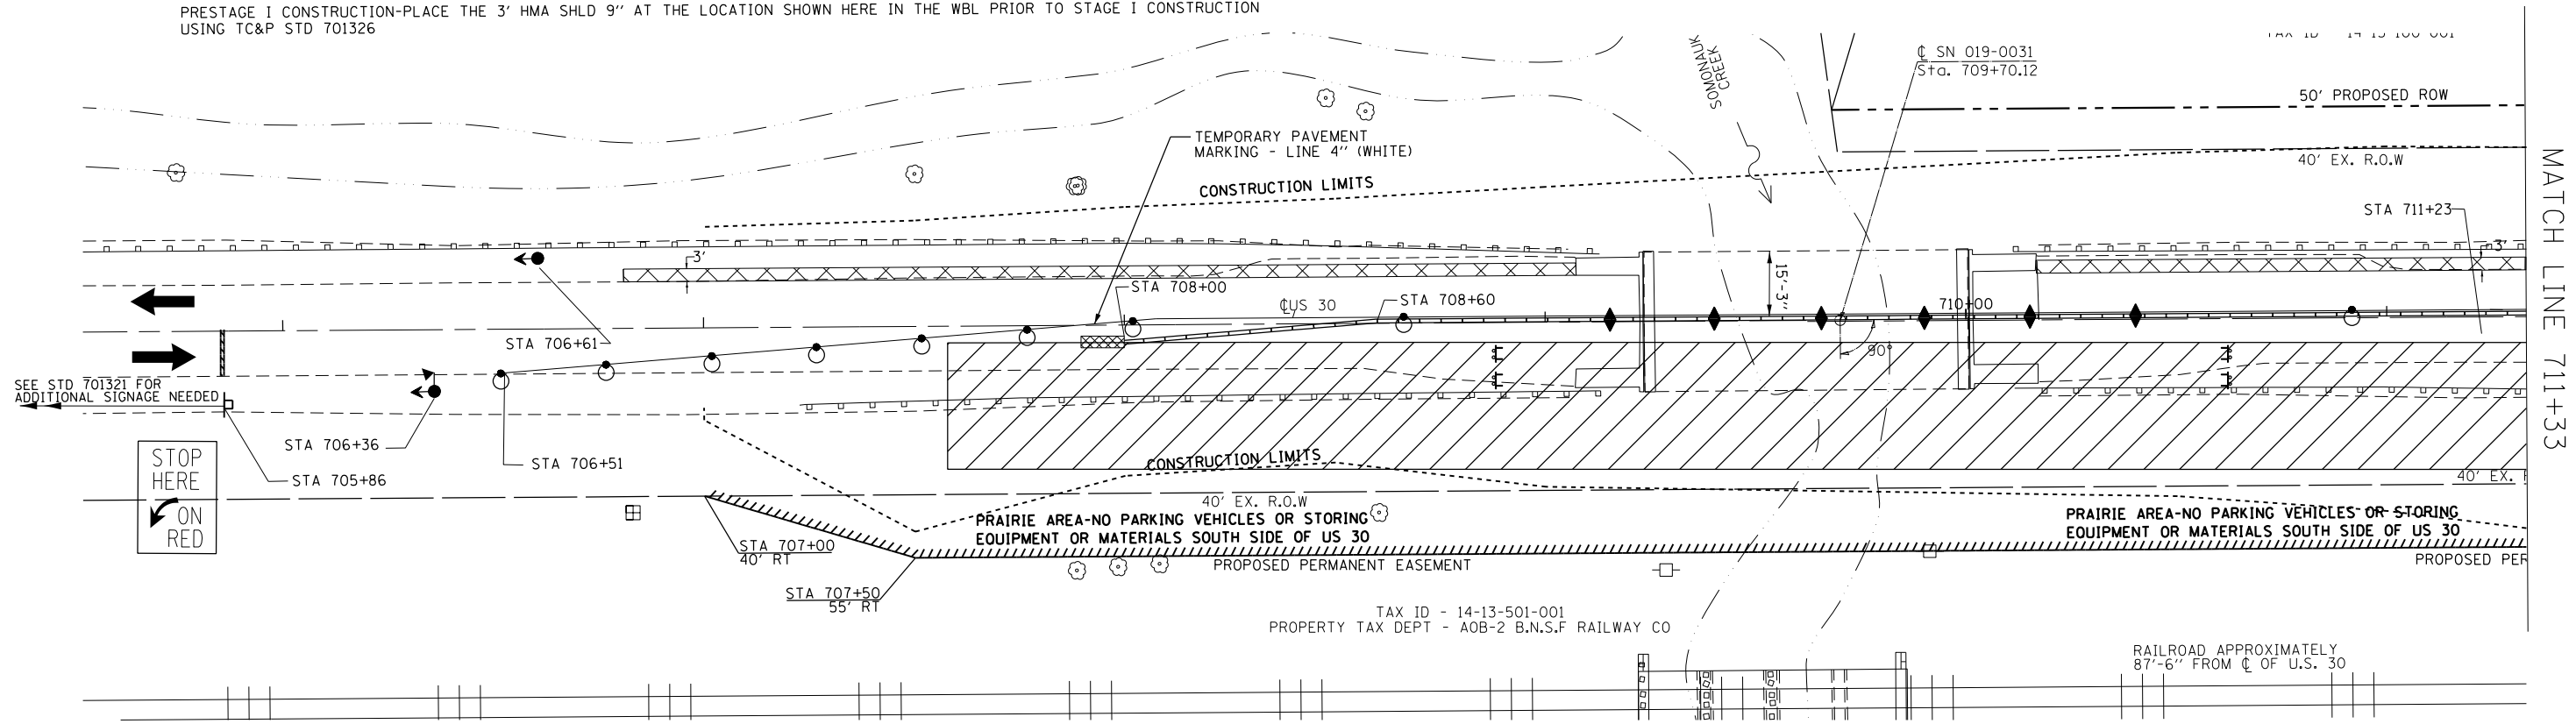 PRESTAGE I CONSTRUCTION-PLACE THE 3' HMA SHLD 9" AT THE LOCATION SHOWN HERE IN THE WBL PRIOR TO STAGE I CONSTRUCTION
USING TC&P STD 701326
SOMONAUK
CREEK
℄ SN 019-0031
Sta. 709+70.12
50' PROPOSED ROW
40' EX. R.O.W
TEMPORARY PAVEMENT
MARKING - LINE 4" (WHITE)
CONSTRUCTION LIMITS
STA 711+23
MATCH LINE 711+33
3'
3'
15'-3"
STA 708+00
℄US 30
STA 708+60
710+00
90°
STA 706+61
SEE STD 701321 FOR
ADDITIONAL SIGNAGE NEEDED
STA 706+36
STA 706+51
STA 705+86
STOP
HERE
ON
RED
CONSTRUCTION LIMITS
40' EX. R.O.W
40' EX.
PRAIRIE AREA-NO PARKING VEHICLES OR STORING
EQUIPMENT OR MATERIALS SOUTH SIDE OF US 30
PRAIRIE AREA-NO PARKING VEHICLES OR STORING
EQUIPMENT OR MATERIALS SOUTH SIDE OF US 30
STA 707+00
40' RT
PROPOSED PERMANENT EASEMENT
PROPOSED PER
STA 707+50
55' RT
TAX ID - 14-13-501-001
PROPERTY TAX DEPT - AOB-2 B.N.S.F RAILWAY CO
RAILROAD APPROXIMATELY
87'-6" FROM ℄ OF U.S. 30